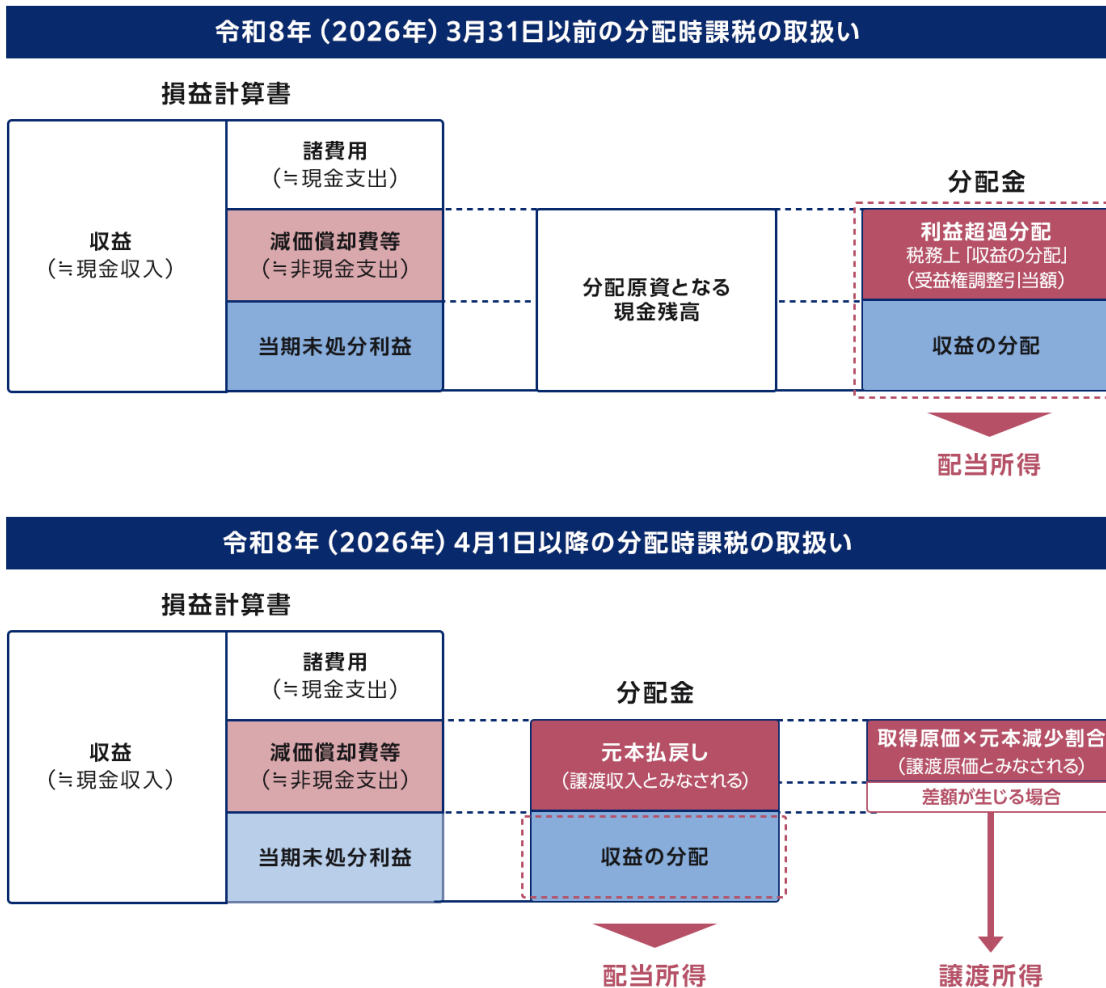 令和8年（2026年）3月31日以前の分配時課税の取扱い
損益計算書
収益
（≒現金収入）
諸費用
（≒現金支出）
減価償却費等
（≒非現金支出）
当期未処分利益
分配原資となる
現金残高
分配金
利益超過分配
税務上「収益の分配」
（受益権調整引当額）
収益の分配
配当所得
令和8年（2026年）4月1日以降の分配時課税の取扱い
損益計算書
収益
（≒現金収入）
諸費用
（≒現金支出）
減価償却費等
（≒非現金支出）
当期未処分利益
分配金
元本払戻し
（譲渡収入とみなされる）
収益の分配
配当所得
取得原価×元本減少割合
（譲渡原価とみなされる）
差額が生じる場合
譲渡所得